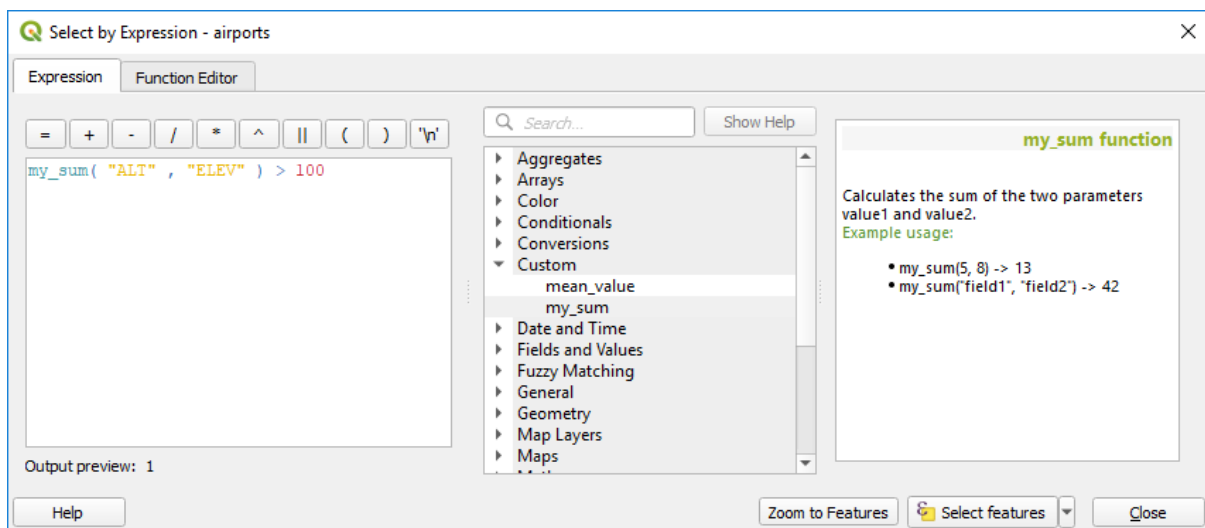 Select by Expression - airports
Expression
Function Editor
= + - / * ^ || ( ) '\n'
my_sum( "ALT" , "ELEV" ) > 100
Output preview: 1
Search...
Show Help
Aggregates
Arrays
Color
Conditionals
Conversions
Custom
mean_value
my_sum
Date and Time
Fields and Values
Fuzzy Matching
General
Geometry
Map Layers
Maps
my_sum function
Calculates the sum of the two parameters
value1 and value2.
Example usage:
• my_sum(5, 8) -> 13
• my_sum("field1", "field2") -> 42
Help
Zoom to Features
Select features
Close